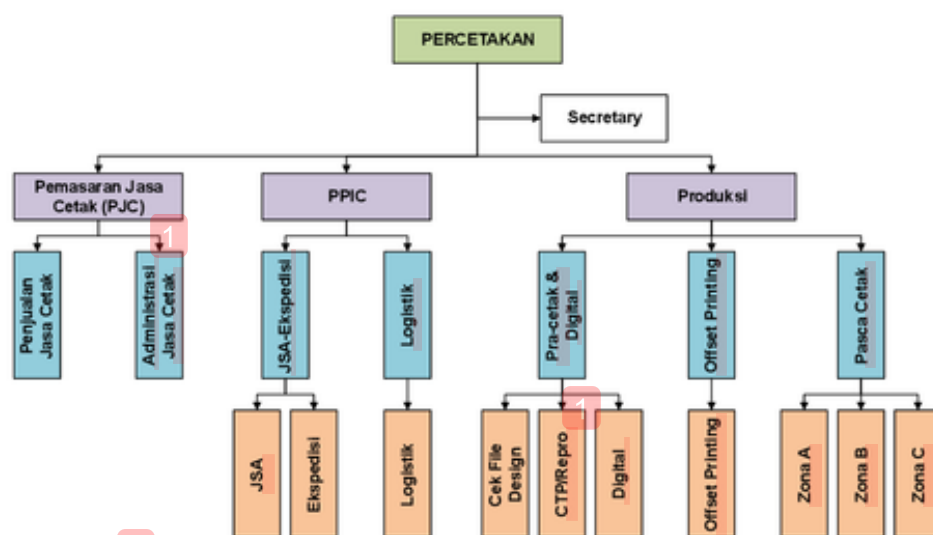 PERCETAKAN
Secretary
Pemasaran Jasa
Cetak (PJC)
PPIC
Produksi
1
Penjualan
Jasa Cetak
Administrasi
Jasa Cetak
JSA-Ekspedisi
Logistik
Pra-cetak &
Digital
Offset Printing
Pasca Cetak
1
JSA
Ekspedisi
Logistik
Cek File
Design
CTP/Repro
Digital
Offset Printing
Zona A
Zona B
Zona C